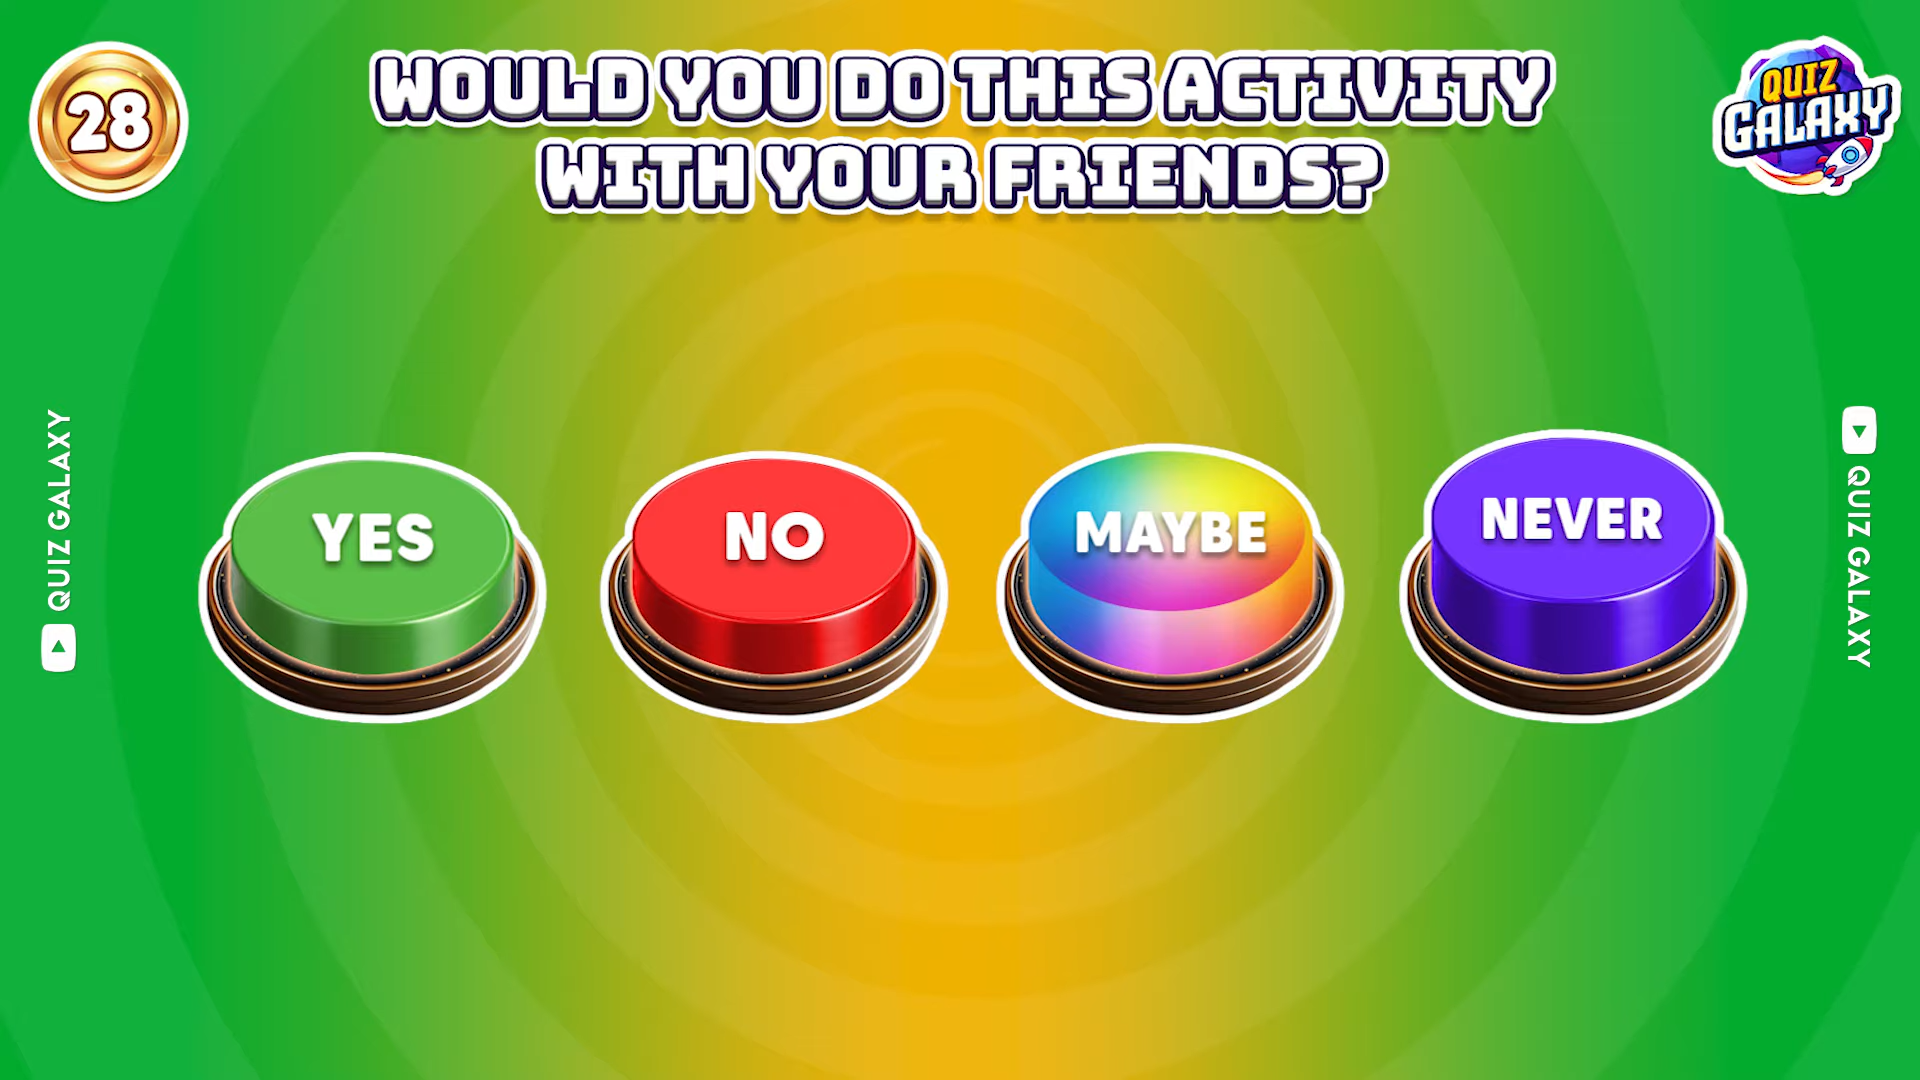 28
WOULD YOU DO THIS ACTIVITY
WITH YOUR FRIENDS?
QUIZ
GALAXY
QUIZ GALAXY
YES
NO
MAYBE
NEVER
QUIZ GALAXY